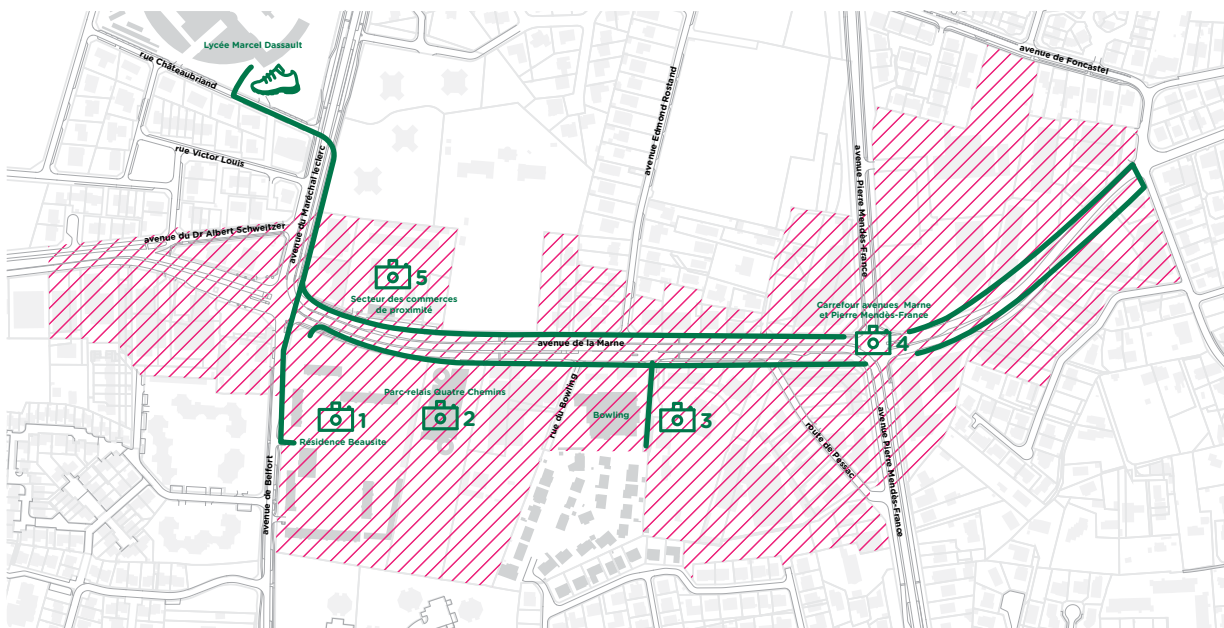 Lycée Marcel Dassault
rue Châteaubriand
rue Victor Louis
avenue du Maréchal leclerc
avenue du Dr Albert Schweitzer
avenue Edmond Rostand
avenue Pierre Mendès-France
avenue de Foncastel
5
Secteur des commerces
de proximité
Carrefour avenues Marne
et Pierre Mendès-France
4
avenue de la Marne
1
Résidence Beausite
Parc-relais Quatre Chemins
2
rue du Bowling
Bowling
3
route de Pessac
avenue Pierre Mendès-France
avenue de Belfort